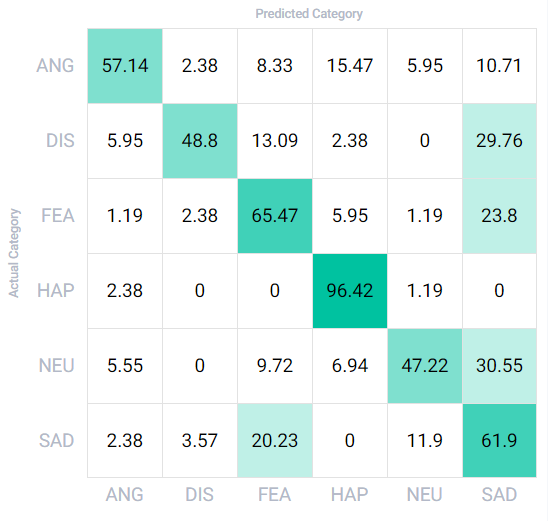 Predicted Category
Actual Category
ANG 57.14 2.38 8.33 15.47 5.95 10.71
DIS 5.95 48.8 13.09 2.38 0 29.76
FEA 1.19 2.38 65.47 5.95 1.19 23.8
HAP 2.38 0 0 96.42 1.19 0
NEU 5.55 0 9.72 6.94 47.22 30.55
SAD 2.38 3.57 20.23 0 11.9 61.9
ANG DIS FEA HAP NEU SAD